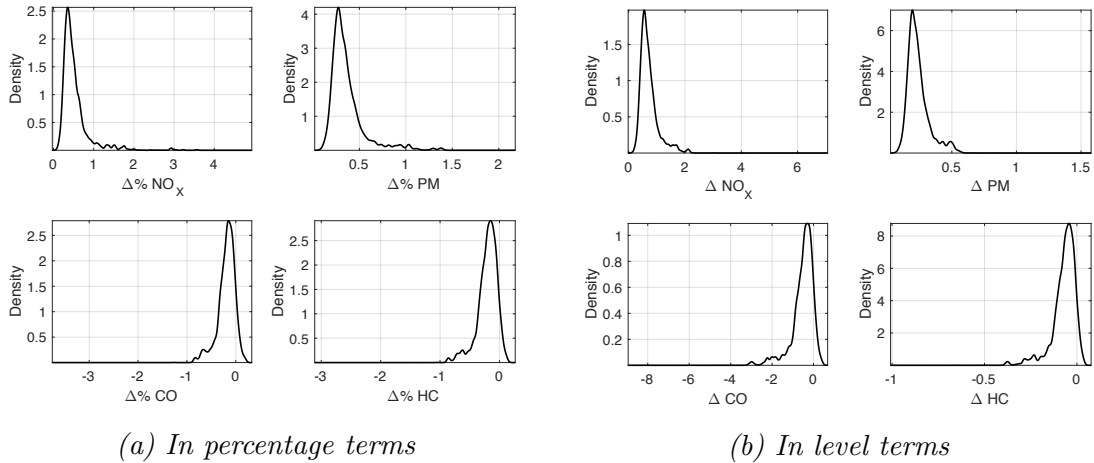 2.5
2
1.5
1
0.5
Density
0 1 2 3 4
Δ% NOX
4
3
2
1
Density
0.5 1 1.5 2
Δ% PM
1.5
1
0.5
Density
0 2 4 6
Δ NOX
6
4
2
Density
0.5 1 1.5
Δ PM
2.5
2
1.5
1
0.5
Density
-3 -2 -1 0
Δ% CO
2.5
2
1.5
1
0.5
Density
-3 -2 -1 0
Δ% HC
1
0.8
0.6
0.4
0.2
Density
-8 -6 -4 -2 0
Δ CO
8
6
4
2
Density
-1 -0.5 0
Δ HC
(a) In percentage terms
(b) In level terms